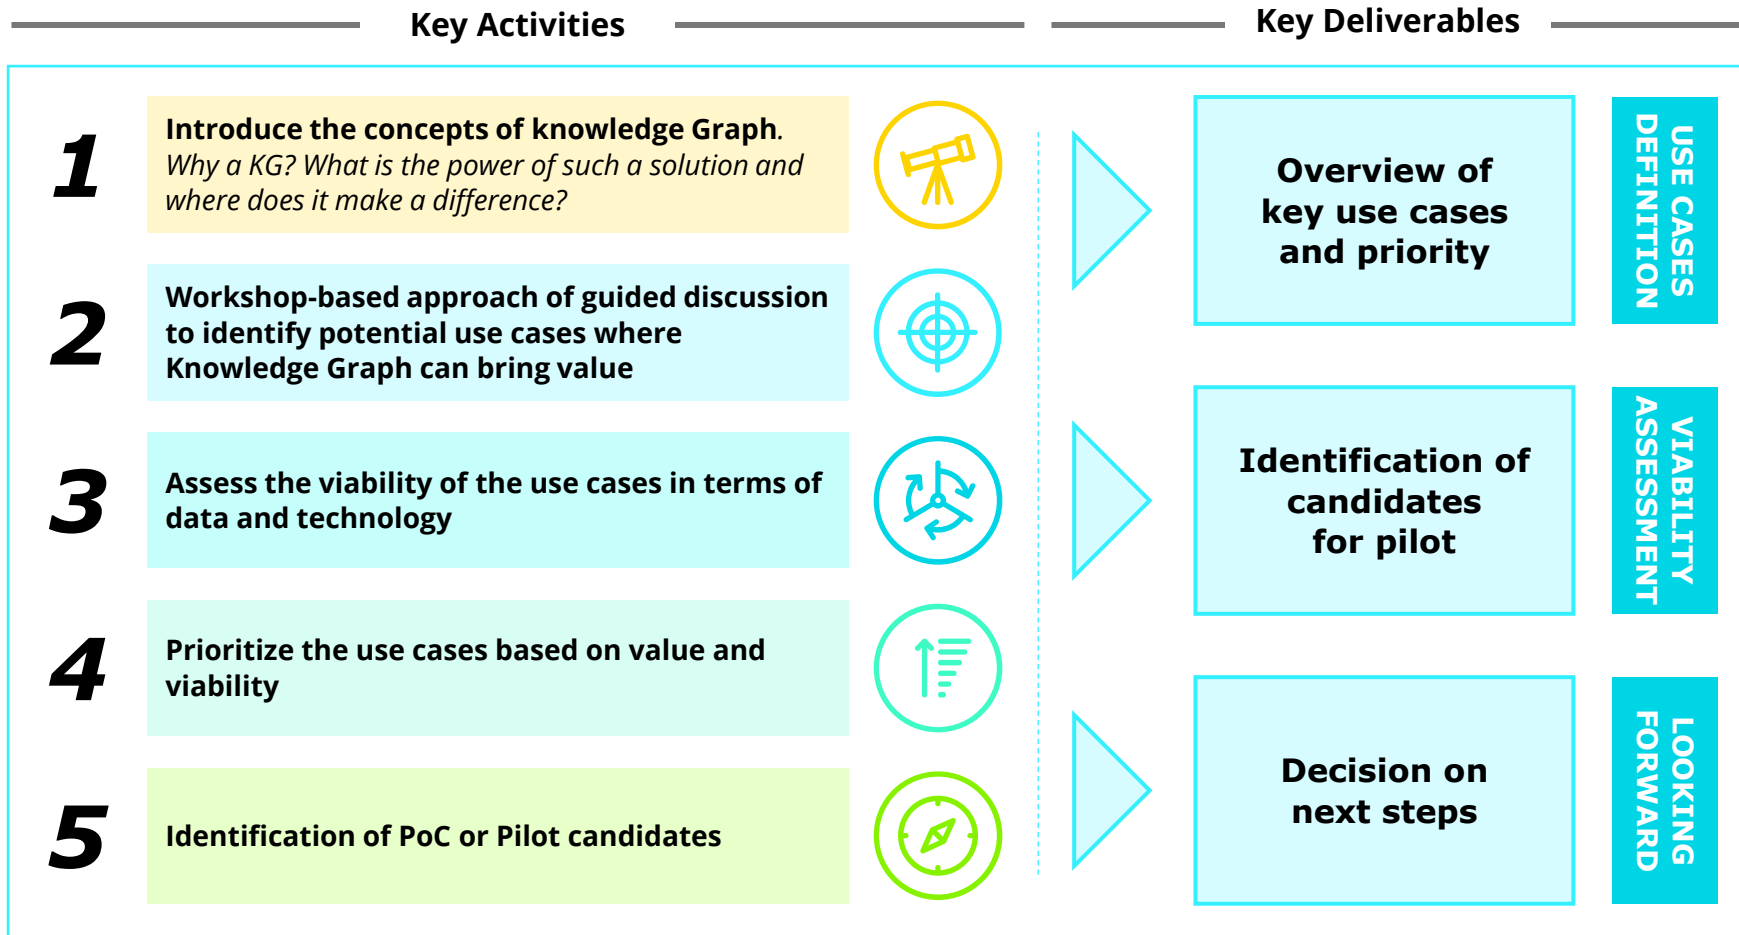 Key Activities
Key Deliverables
1
Introduce the concepts of knowledge Graph.
Why a KG? What is the power of such a solution and
where does it make a difference?
2
Workshop-based approach of guided discussion
to identify potential use cases where
Knowledge Graph can bring value
3
Assess the viability of the use cases in terms of
data and technology
4
Prioritize the use cases based on value and
viability
5
Identification of PoC or Pilot candidates
Overview of
key use cases
and priority
USE CASES
DEFINITION
Identification of
candidates
for pilot
VIABILITY
ASSESSMENT
Decision on
next steps
LOOKING
FORWARD